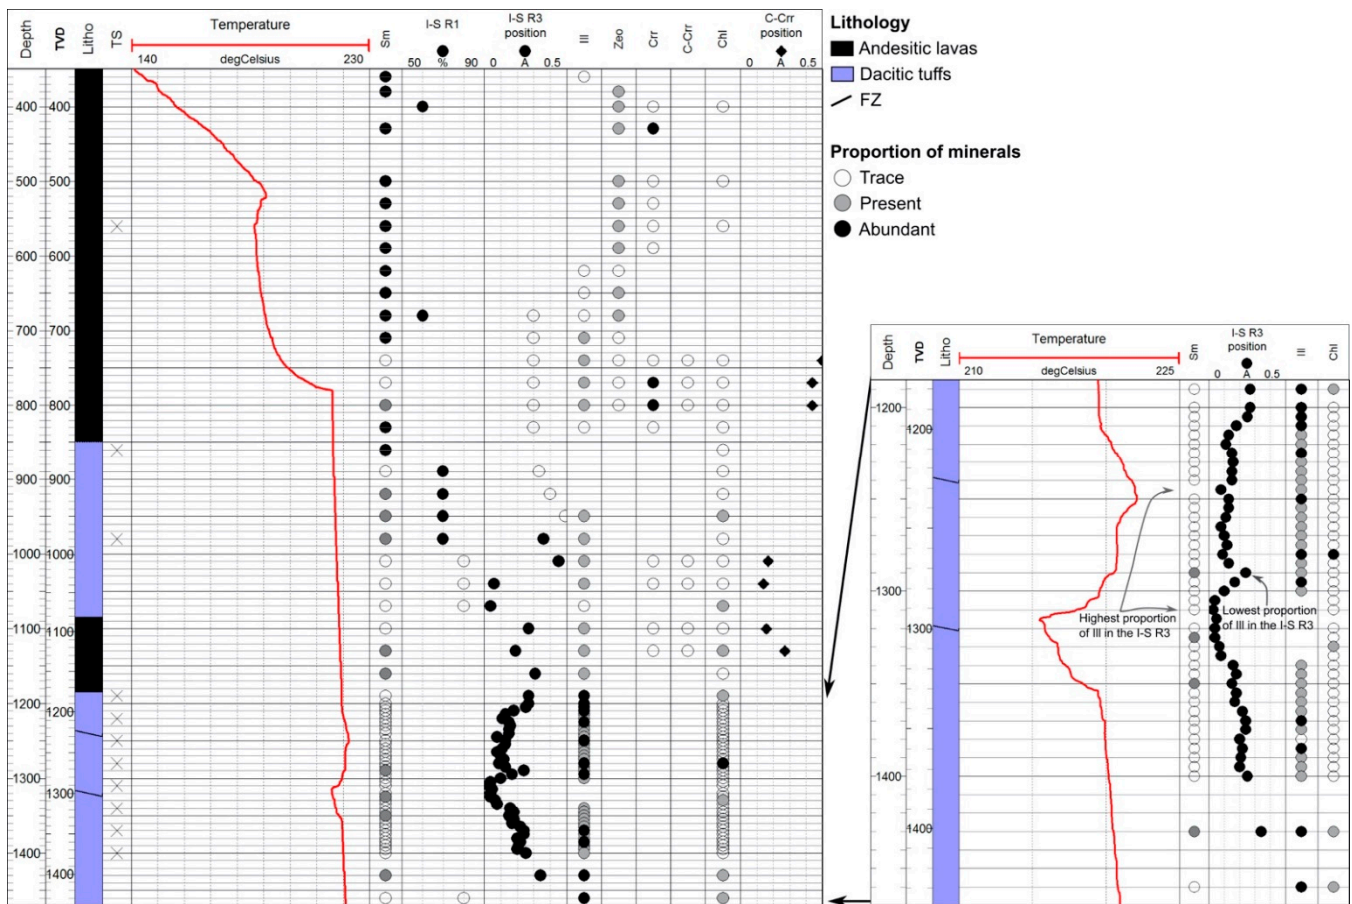 Depth
TVD
Litho
TS
Temperature
140 degCelsius 230
Sm
I-S R1
50 % 90
I-S R3
position
0 A 0.5
Ill
Zeo
Crr
C-Crr
Chl
C-Crr
position
0 A 0.5
400 400
500 500
600 600
700 700
800 800
900 900
1000 1000
1100 1100
1200 1200
1300 1300
1400 1400
Lithology
Andesitic lavas
Dacitic tuffs
FZ
Proportion of minerals
Trace
Present
Abundant
Depth
TVD
Litho
Temperature
210 degCelsius 225
Sm
I-S R3
position
0 A 0.5
Ill
Chl
1200
1200
1300
1300
1400
1400
Highest proportion
of Ill in the I-S R3
Lowest proportion
of Ill in the I-S R3